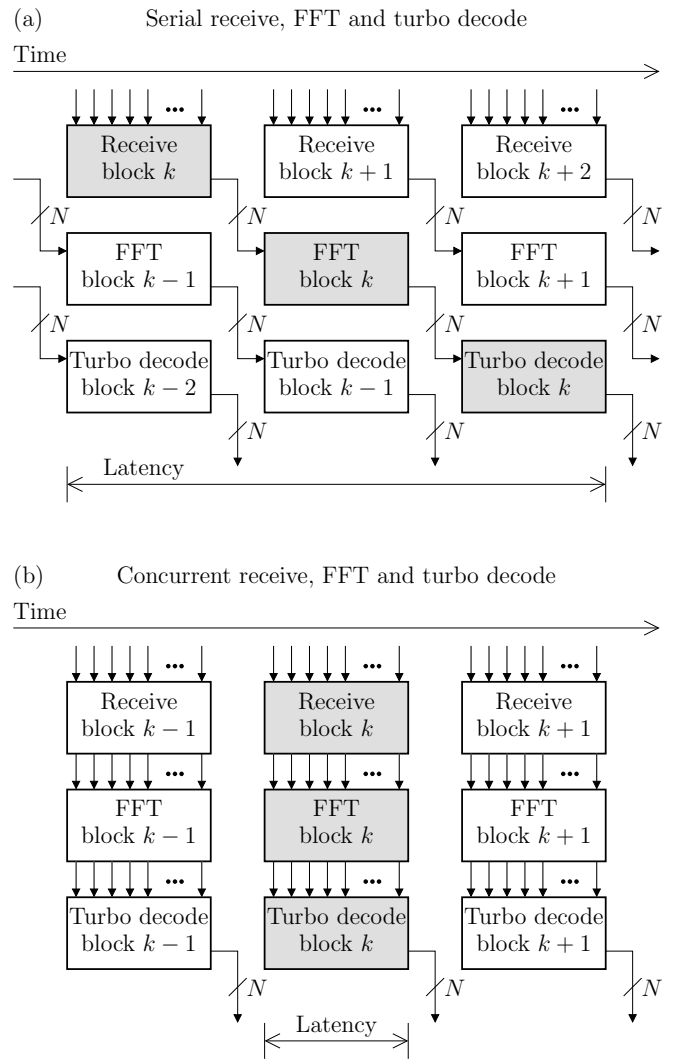 (a) Serial receive, FFT and turbo decode
Time
... ... ...
Receive Receive Receive
block k block k + 1 block k + 2
N N N
FFT FFT FFT
block k − 1 block k block k + 1
N N N
Turbo decode Turbo decode Turbo decode
block k − 2 block k − 1 block k
N N N
Latency
(b) Concurrent receive, FFT and turbo decode
Time
... ... ...
Receive Receive Receive
block k − 1 block k block k + 1
... ... ...
FFT FFT FFT
block k − 1 block k block k + 1
... ... ...
Turbo decode Turbo decode Turbo decode
block k − 1 block k block k + 1
N N N
Latency